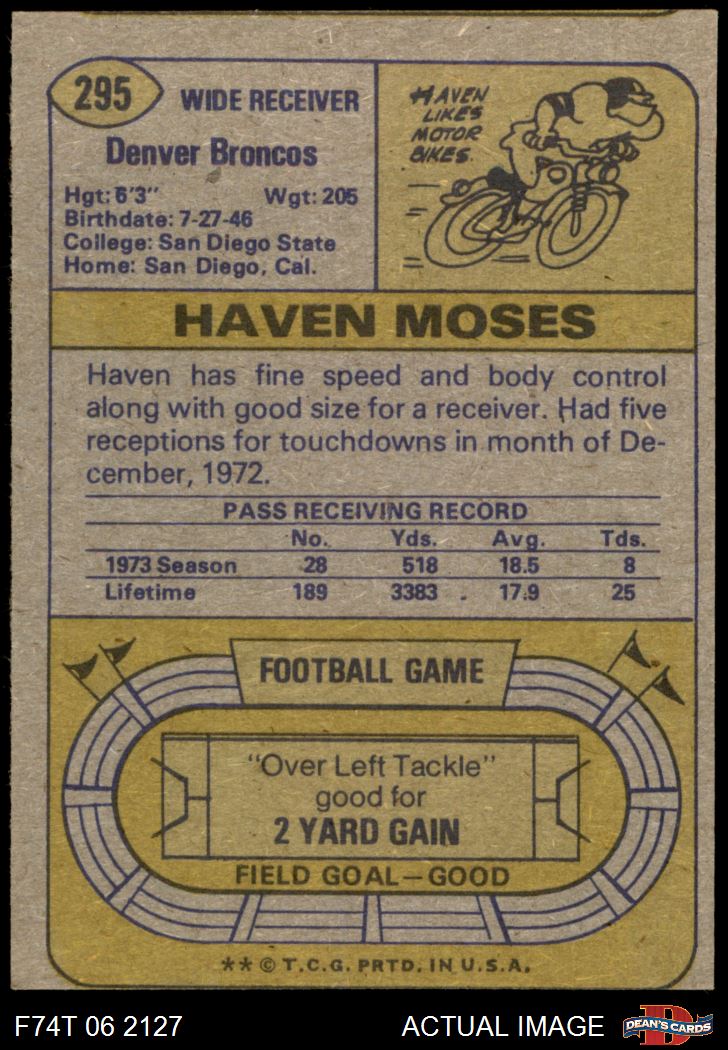 295
WIDE RECEIVER
Denver Broncos
Hgt: 6'3" Wgt: 205
Birthdate: 7-27-46
College: San Diego State
Home: San Diego, Cal.
HAVEN
LIKES
MOTOR
BIKES.
HAVEN MOSES
Haven has fine speed and body control
along with good size for a receiver. Had five
receptions for touchdowns in month of De-
cember, 1972.
PASS RECEIVING RECORD
No. Yds. Avg. Tds.
1973 Season 28 518 18.5 8
Lifetime 189 3383 17.9 25
FOOTBALL GAME
"Over Left Tackle"
good for
2 YARD GAIN
FIELD GOAL—GOOD
** © T.C.G. PRTD. IN U.S.A.
F74T 06 2127 ACTUAL IMAGE
D
DEAN'S CARDS